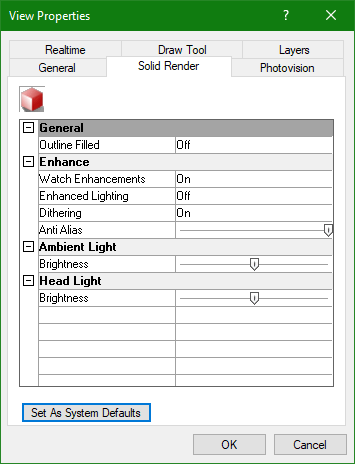 View Properties ? ×
Realtime Draw Tool Layers
General Solid Render Photovision
General
Outline Filled Off
Enhance
Watch Enhancements On
Enhanced Lighting Off
Dithering On
Anti Alias
Ambient Light
Brightness
Head Light
Brightness
Set As System Defaults
OK Cancel